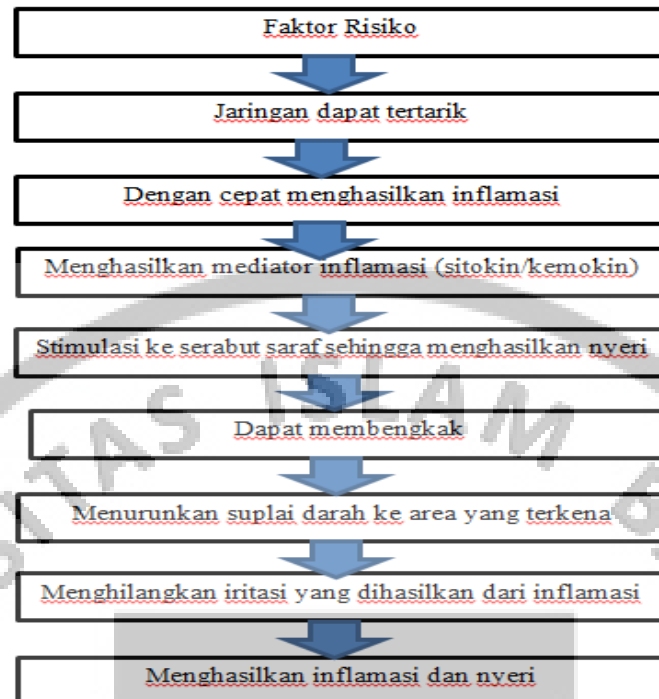 Faktor Risiko
Jaringan dapat tertarik
Dengan cepat menghasilkan inflamasi
Menghasilkan mediator inflamasi (sitokin/kemokin)
Stimulasi ke serabut saraf sehingga menghasilkan nyeri
ISLAM
Dapat membengkak
SITAS
Menurunkan suplai darah ke area yang terkena
Menghilangkan iritasi yang dihasilkan dari inflamasi
Menghasilkan inflamasi dan nyeri